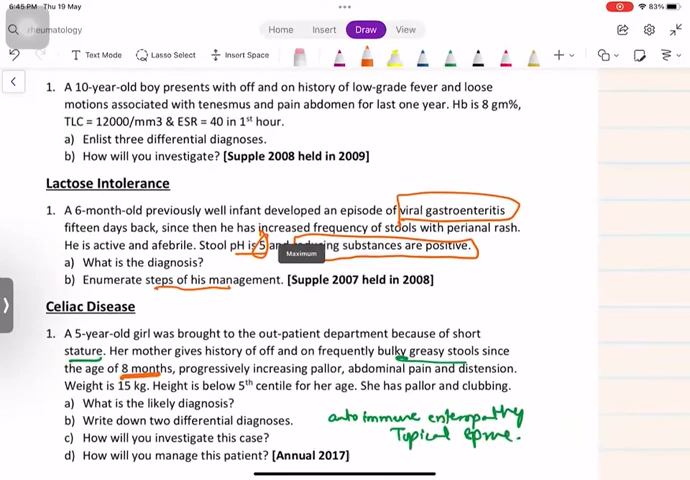 6:45 PM Thu 19 May
83%
rheumatology
Home Insert Draw View
Text Mode Lasso Select Insert Space
1. A 10-year-old boy presents with off and on history of low-grade fever and loose
motions associated with tenesmus and pain abdomen for last one year. Hb is 8 gm%,
TLC = 12000/mm3 & ESR = 40 in 1st hour.
a) Enlist three differential diagnoses.
b) How will you investigate? [Supple 2008 held in 2009]
Lactose Intolerance
1. A 6-month-old previously well infant developed an episode of viral gastroenteritis
fifteen days back, since then he has increased frequency of stools with perianal rash.
He is active and afebrile. Stool pH is 5 and substances are positive.
Maximum
a) What is the diagnosis?
b) Enumerate steps of his management. [Supple 2007 held in 2008]
Celiac Disease
1. A 5-year-old girl was brought to the out-patient department because of short
stature. Her mother gives history of off and on frequently bulky greasy stools since
the age of 8 months, progressively increasing pallor, abdominal pain and distension.
Weight is 15 kg. Height is below 5th centile for her age. She has pallor and clubbing.
a) What is the likely diagnosis?
b) Write down two differential diagnoses.
auto immune enteropathy
c) How will you investigate this case?
Topical
d) How will you manage this patient? [Annual 2017]